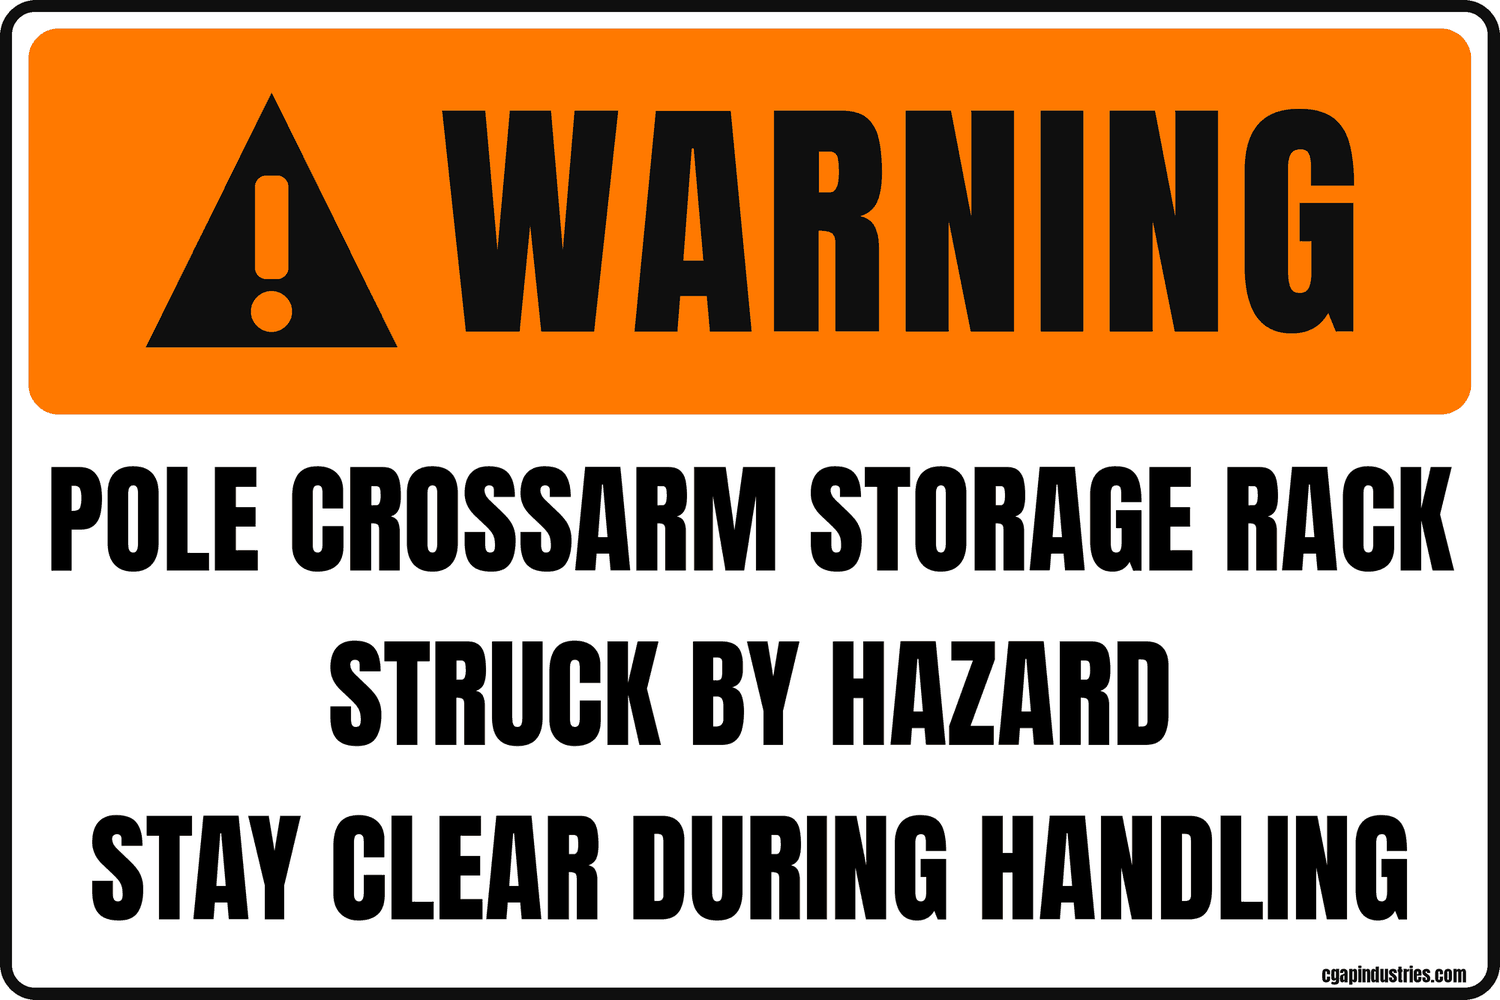 WARNING
POLE CROSSARM STORAGE RACK
STRUCK BY HAZARD
STAY CLEAR DURING HANDLING
cgapindustries.com